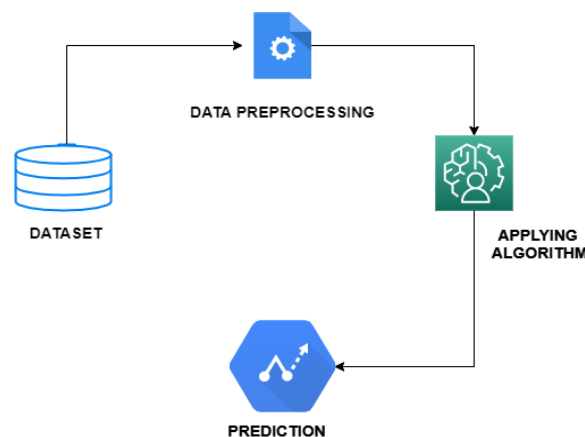 DATA PREPROCESSING
DATASET
APPLYING
ALGORITHM
PREDICTION